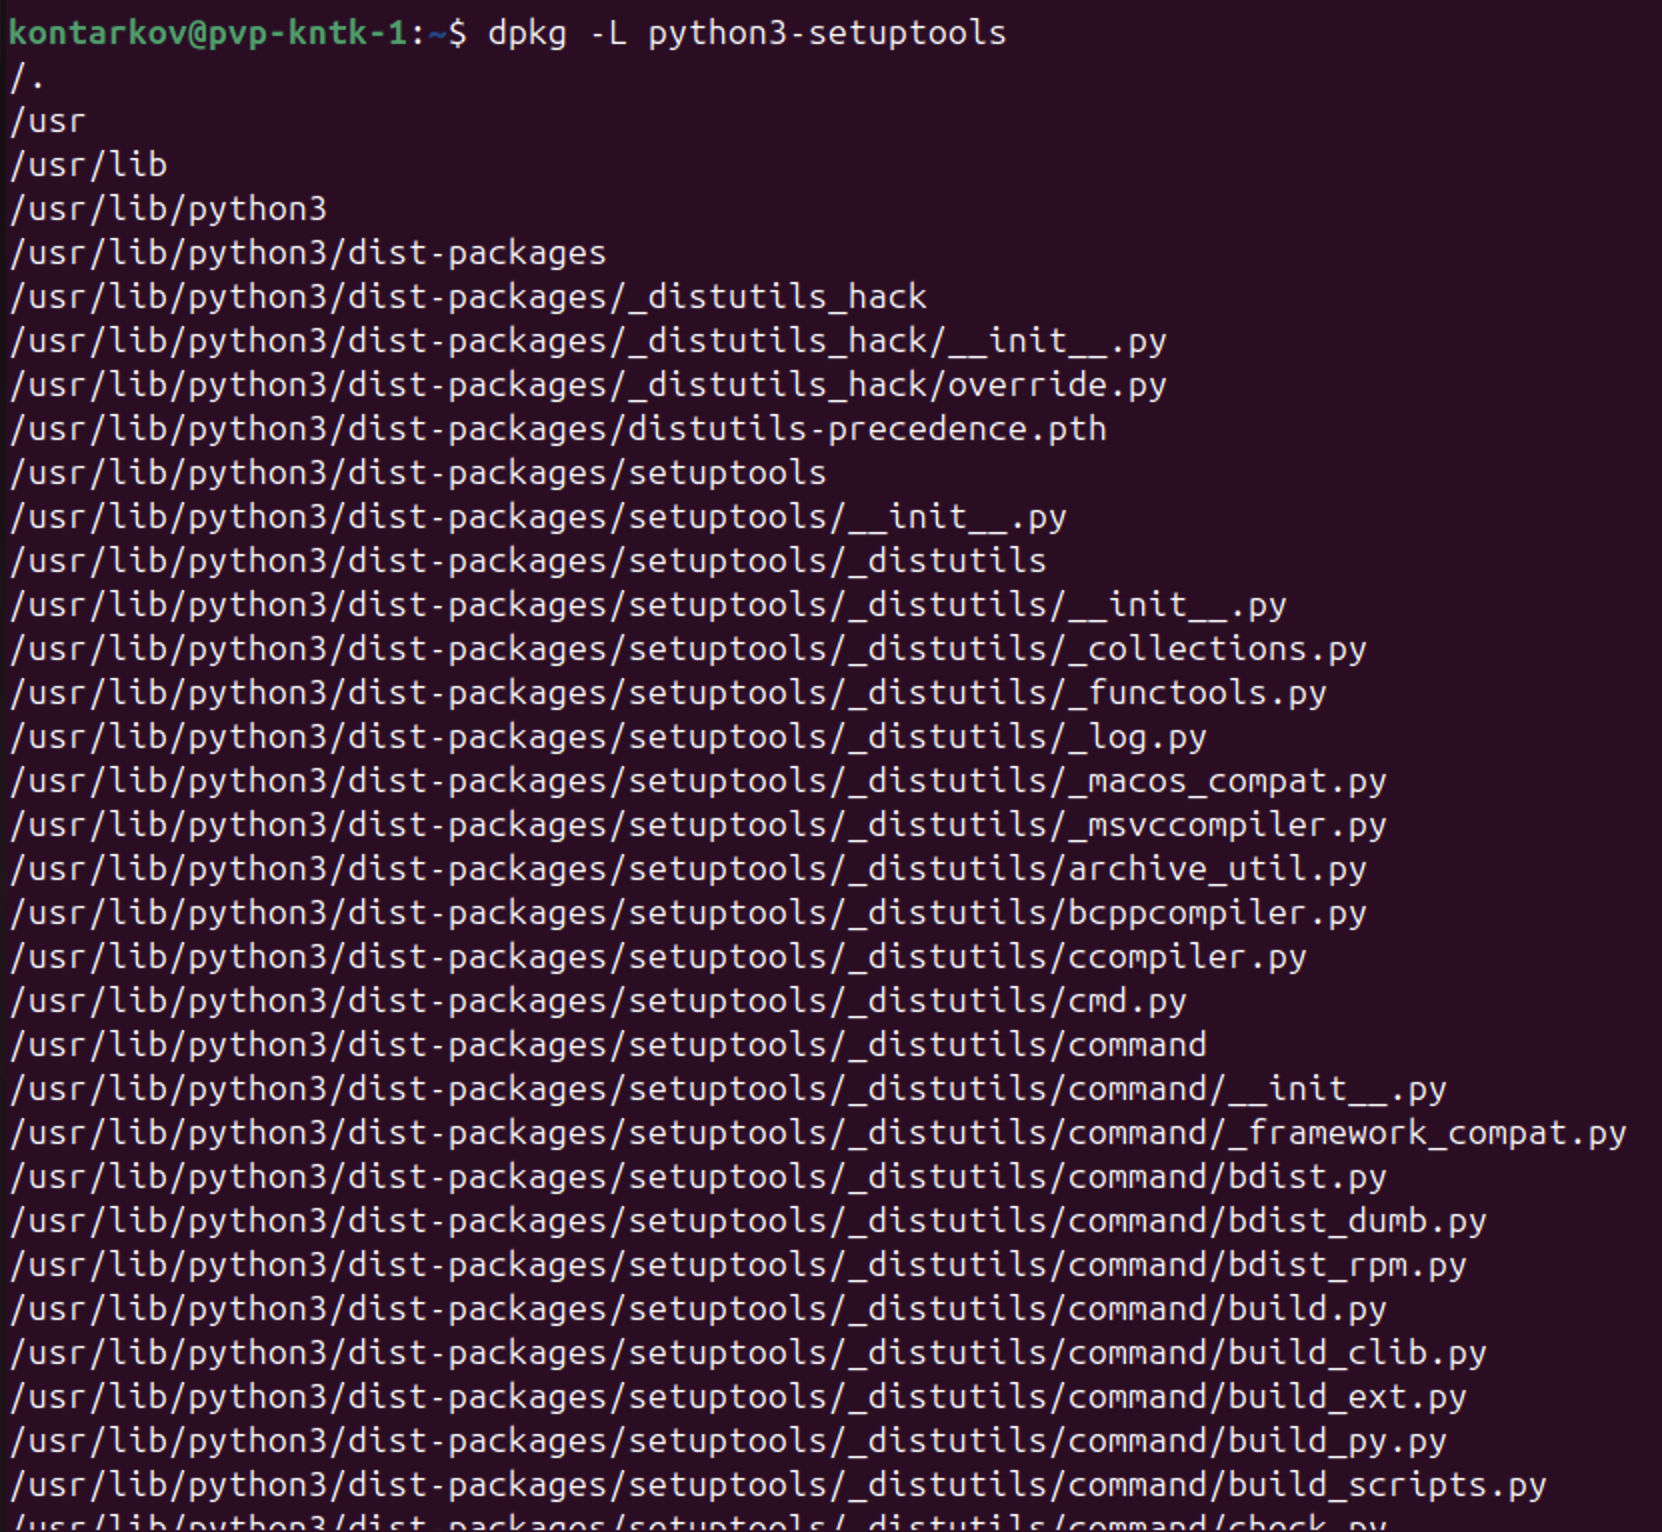 kontarkov@pvp-kntk-1:~$ dpkg -L python3-setuptools
/.
/usr
/usr/lib
/usr/lib/python3
/usr/lib/python3/dist-packages
/usr/lib/python3/dist-packages/_distutils_hack
/usr/lib/python3/dist-packages/_distutils_hack/__init__.py
/usr/lib/python3/dist-packages/_distutils_hack/override.py
/usr/lib/python3/dist-packages/distutils-precedence.pth
/usr/lib/python3/dist-packages/setuptools
/usr/lib/python3/dist-packages/setuptools/__init__.py
/usr/lib/python3/dist-packages/setuptools/_distutils
/usr/lib/python3/dist-packages/setuptools/_distutils/__init__.py
/usr/lib/python3/dist-packages/setuptools/_distutils/_collections.py
/usr/lib/python3/dist-packages/setuptools/_distutils/_functools.py
/usr/lib/python3/dist-packages/setuptools/_distutils/_log.py
/usr/lib/python3/dist-packages/setuptools/_distutils/_macos_compat.py
/usr/lib/python3/dist-packages/setuptools/_distutils/_msvccompiler.py
/usr/lib/python3/dist-packages/setuptools/_distutils/archive_util.py
/usr/lib/python3/dist-packages/setuptools/_distutils/bcppcompiler.py
/usr/lib/python3/dist-packages/setuptools/_distutils/ccompiler.py
/usr/lib/python3/dist-packages/setuptools/_distutils/cmd.py
/usr/lib/python3/dist-packages/setuptools/_distutils/command
/usr/lib/python3/dist-packages/setuptools/_distutils/command/__init__.py
/usr/lib/python3/dist-packages/setuptools/_distutils/command/_framework_compat.py
/usr/lib/python3/dist-packages/setuptools/_distutils/command/bdist.py
/usr/lib/python3/dist-packages/setuptools/_distutils/command/bdist_dumb.py
/usr/lib/python3/dist-packages/setuptools/_distutils/command/bdist_rpm.py
/usr/lib/python3/dist-packages/setuptools/_distutils/command/build.py
/usr/lib/python3/dist-packages/setuptools/_distutils/command/build_clib.py
/usr/lib/python3/dist-packages/setuptools/_distutils/command/build_ext.py
/usr/lib/python3/dist-packages/setuptools/_distutils/command/build_py.py
/usr/lib/python3/dist-packages/setuptools/_distutils/command/build_scripts.py
/usr/lib/python3/dist-packages/setuptools/_distutils/command/check.py